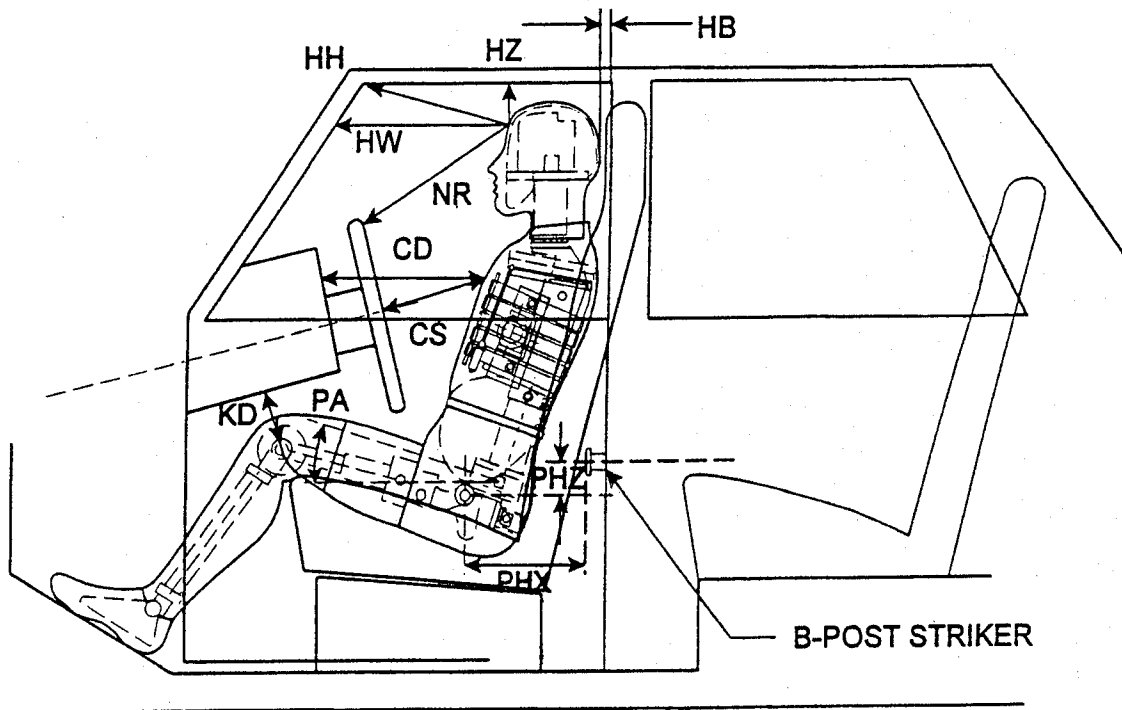 HB
HZ
HH
HW
NR
CD
CS
KD
PA
PHZ
PHX
B-POST STRIKER